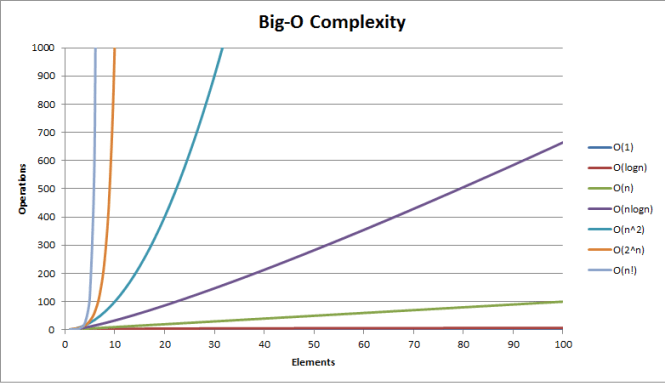 Big-O Complexity
1000
900
800
700
600
500
400
300
200
100
0
Operations
0 10 20 30 40 50 60 70 80 90 100
Elements
O(1)
O(logn)
O(n)
O(nlogn)
O(n^2)
O(2^n)
O(n!)